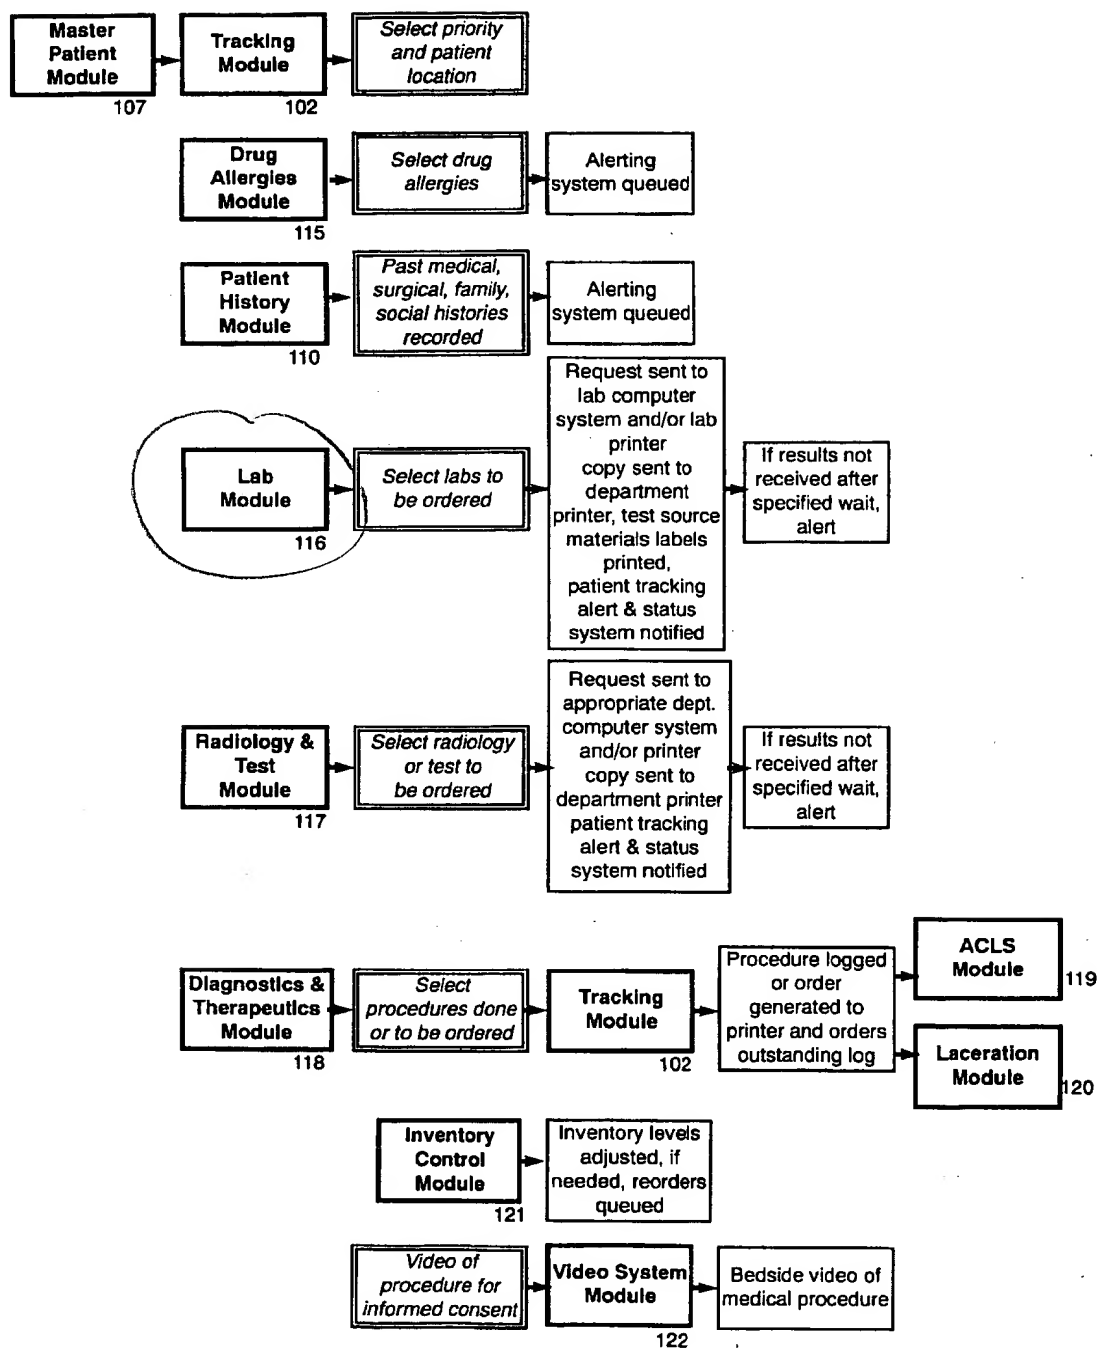 Master
Patient
Module
107
Tracking
Module
102
Select priority
and patient
location
Drug
Allergies
Module
115
Select drug
allergies
Alerting
system queued
Patient
History
Module
110
Past medical,
surgical, family,
social histories
recorded
Alerting
system queued
Lab
Module
116
Select labs to
be ordered
Request sent to
lab computer
system and/or lab
printer
copy sent to
department
printer, test source
materials labels
printed,
patient tracking
alert & status
system notified
If results not
received after
specified wait,
alert
Radiology &
Test
Module
117
Select radiology
or test to
be ordered
Request sent to
appropriate dept.
computer system
and/or printer
copy sent to
department printer
patient tracking
alert & status
system notified
If results not
received after
specified wait,
alert
Diagnostics &
Therapeutics
Module
118
Select
procedures done
or to be ordered
Tracking
Module
102
Procedure logged
or order
generated to
printer and orders
outstanding log
ACLS
Module
119
Laceration
Module
120
Inventory
Control
Module
121
Inventory levels
adjusted, if
needed, reorders
queued
Video of
procedure for
informed consent
Video System
Module
122
Bedside video of
medical procedure